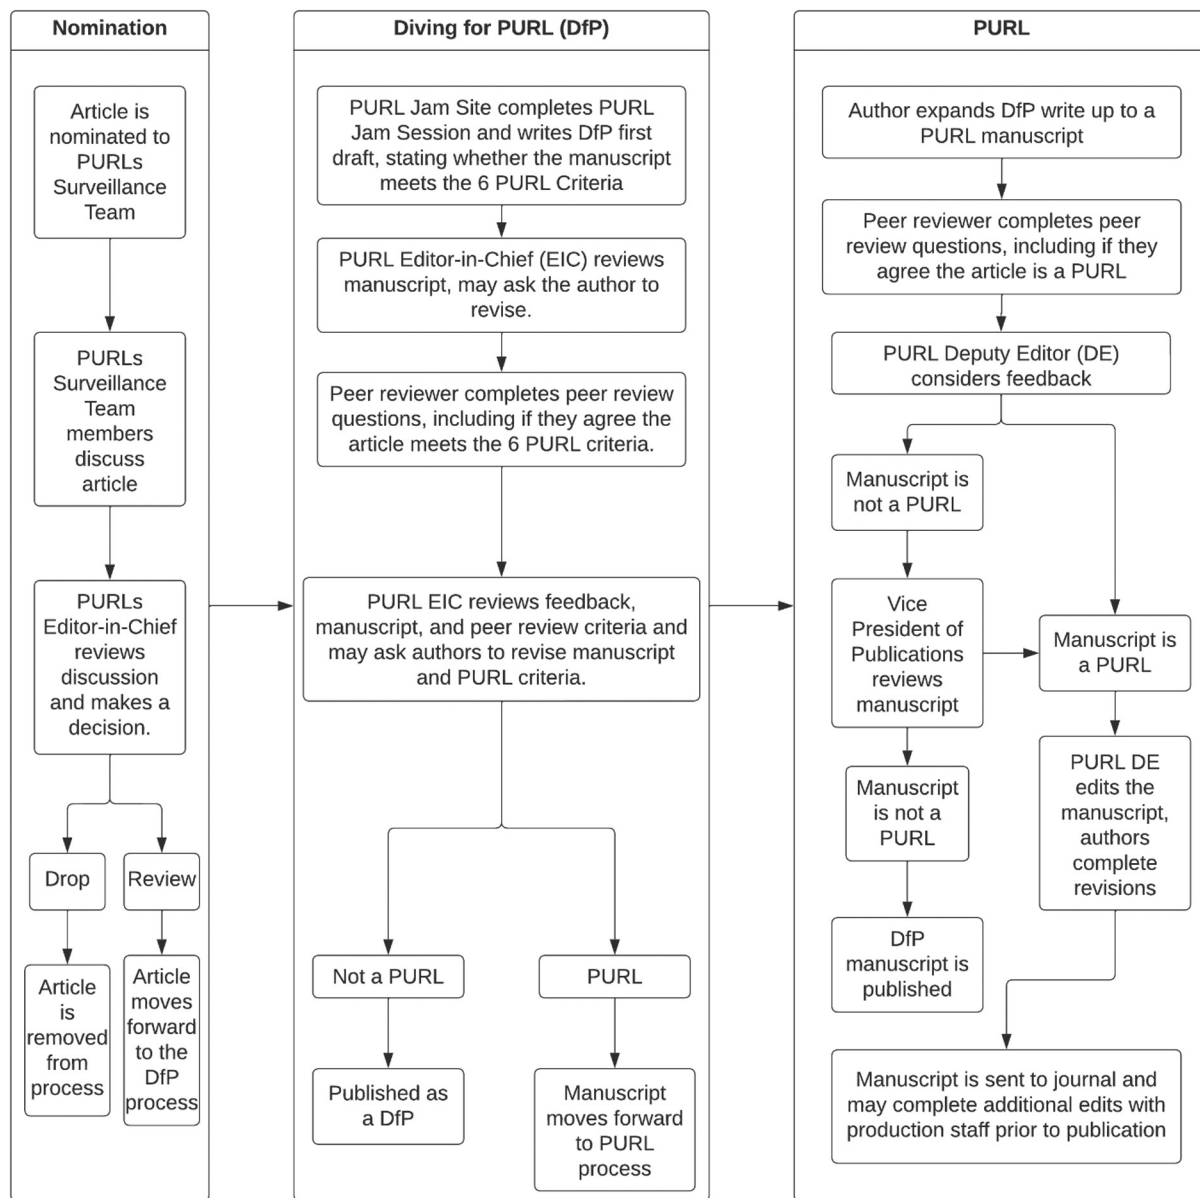 Nomination
Article is
nominated to
PURLs
Surveillance
Team
PURLs
Surveillance
Team
members
discuss
article
PURLs
Editor-in-Chief
reviews
discussion
and makes a
decision.
Drop
Review
Article
is
removed
from
process
Article
moves
forward
to the
DfP
process
Diving for PURL (DfP)
PURL Jam Site completes PURL
Jam Session and writes DfP first
draft, stating whether the manuscript
meets the 6 PURL Criteria
PURL Editor-in-Chief (EIC) reviews
manuscript, may ask the author to
revise.
Peer reviewer completes peer review
questions, including if they agree the
article meets the 6 PURL criteria.
PURL EIC reviews feedback,
manuscript, and peer review criteria and
may ask authors to revise manuscript
and PURL criteria.
Not a PURL
PURL
Published as
a DfP
Manuscript
moves forward
to PURL
process
PURL
Author expands DfP write up to a
PURL manuscript
Peer reviewer completes peer
review questions, including if they
agree the article is a PURL
PURL Deputy Editor (DE)
considers feedback
Manuscript is
not a PURL
Vice
President of
Publications
reviews
manuscript
Manuscript is
a PURL
Manuscript
is not a
PURL
PURL DE
edits the
manuscript,
authors
complete
revisions
DfP
manuscript is
published
Manuscript is sent to journal and
may complete additional edits with
production staff prior to publication